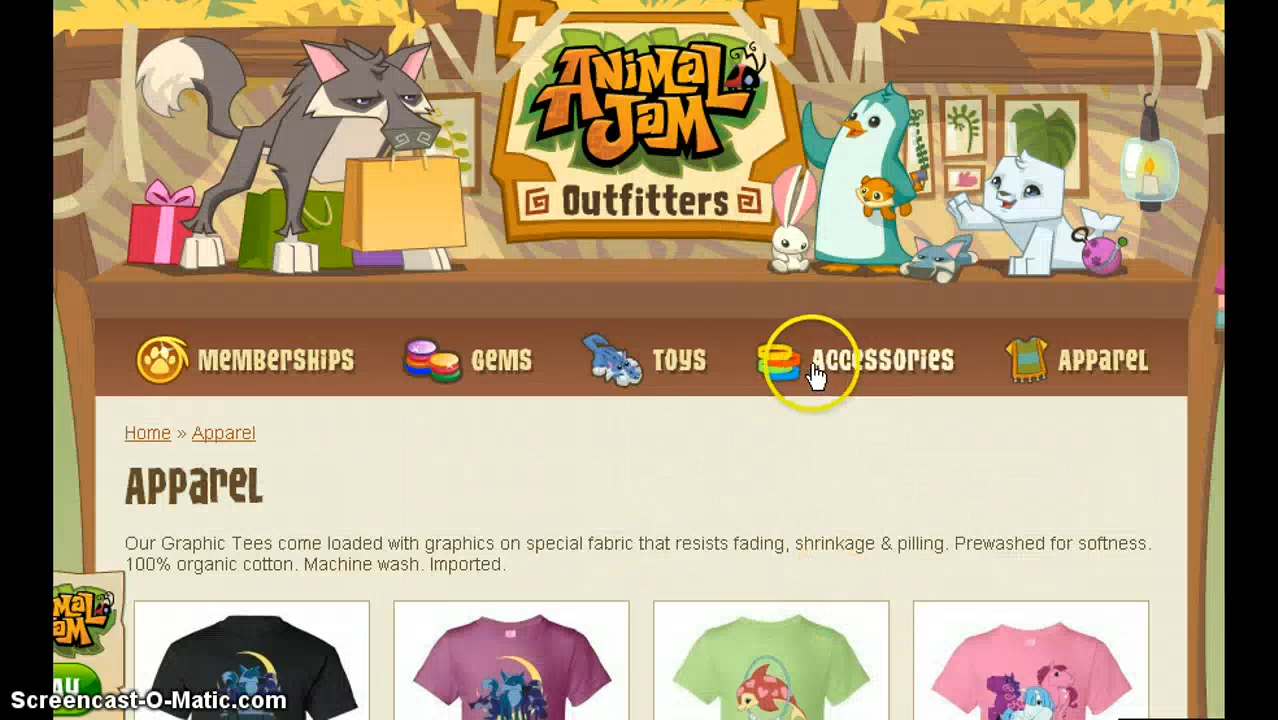 ANIMAL
JAM
Outfitters
MEMBERSHIPS
GEMS
TOYS
ACCESSORIES
APPAREL
Home » Apparel
Apparel
Our Graphic Tees come loaded with graphics on special fabric that resists fading, shrinkage & pilling. Prewashed for softness.
100% organic cotton. Machine wash. Imported.
Screencast-O-Matic.com